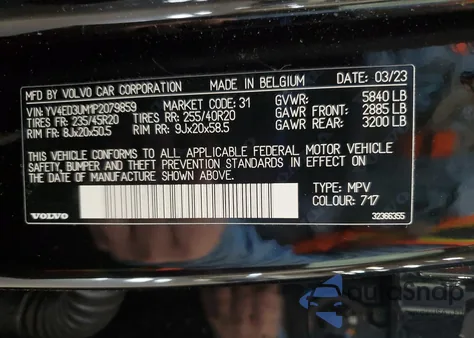 MFD BY VOLVO CAR CORPORATION MADE IN BELGIUM DATE: 03/23
VIN: YV4ED3UM1P2079859 MARKET CODE: 31 GVWR: 5840 LB
TIRES FR: 235/45R20 TIRES RR: 255/40R20 GAWR FRONT: 2885 LB
RIM FR: 8Jx20x50.5 RIM RR: 9Jx20x58.5 GAWR REAR: 3200 LB
THIS VEHICLE CONFORMS TO ALL APPLICABLE FEDERAL MOTOR VEHICLE
SAFETY, BUMPER AND THEFT PREVENTION STANDARDS IN EFFECT ON
THE DATE OF MANUFACTURE SHOWN ABOVE.
TYPE: MPV
COLOUR: 717
VOLVO 32366355
autoSnap